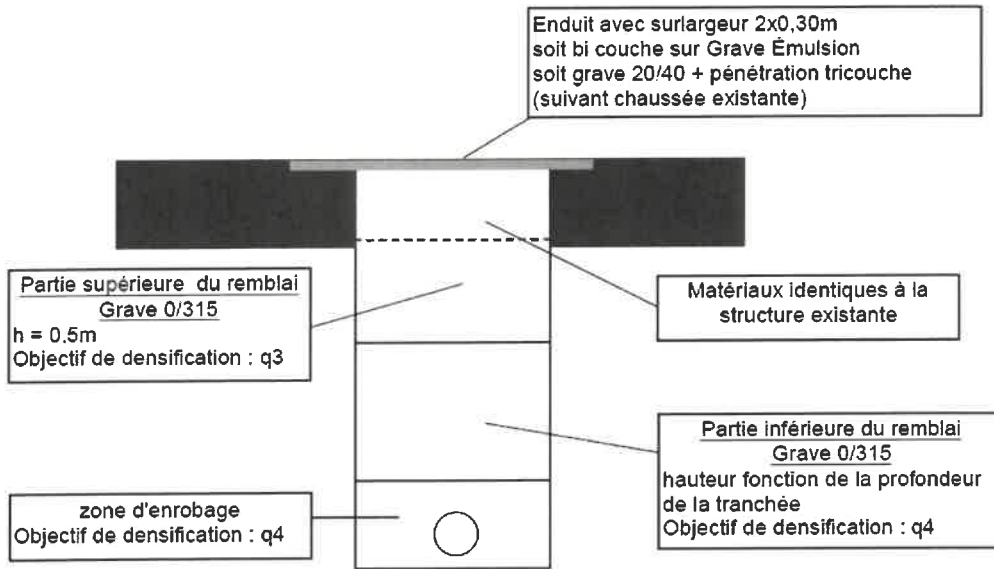 Enduit avec surlargeur 2x0,30m
soit bi couche sur Grave Émulsion
soit grave 20/40 + pénétration tricouche
(suivant chaussée existante)
Partie supérieure du remblai
Grave 0/315
h = 0.5m
Objectif de densification : q3
Matériaux identiques à la
structure existante
Partie inférieure du remblai
Grave 0/315
hauteur fonction de la profondeur
de la tranchée
Objectif de densification : q4
zone d'enrobage
Objectif de densification : q4